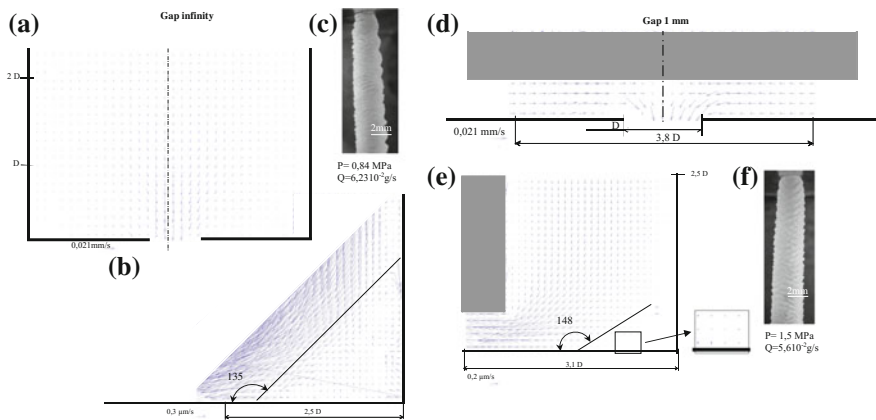 (a)
Gap infinity
2 D
D
0,021mm/s
(c)
2mm
P= 0,84 MPa
Q=6,2310⁻²g/s
(b)
135
0,3 µm/s
2,5 D
(d)
Gap 1 mm
0,021 mm/s
D
3,8 D
(e)
2,5 D
148
3,1 D
0,2 µm/s
(f)
2mm
P= 1,5 MPa
Q=5,610⁻²g/s